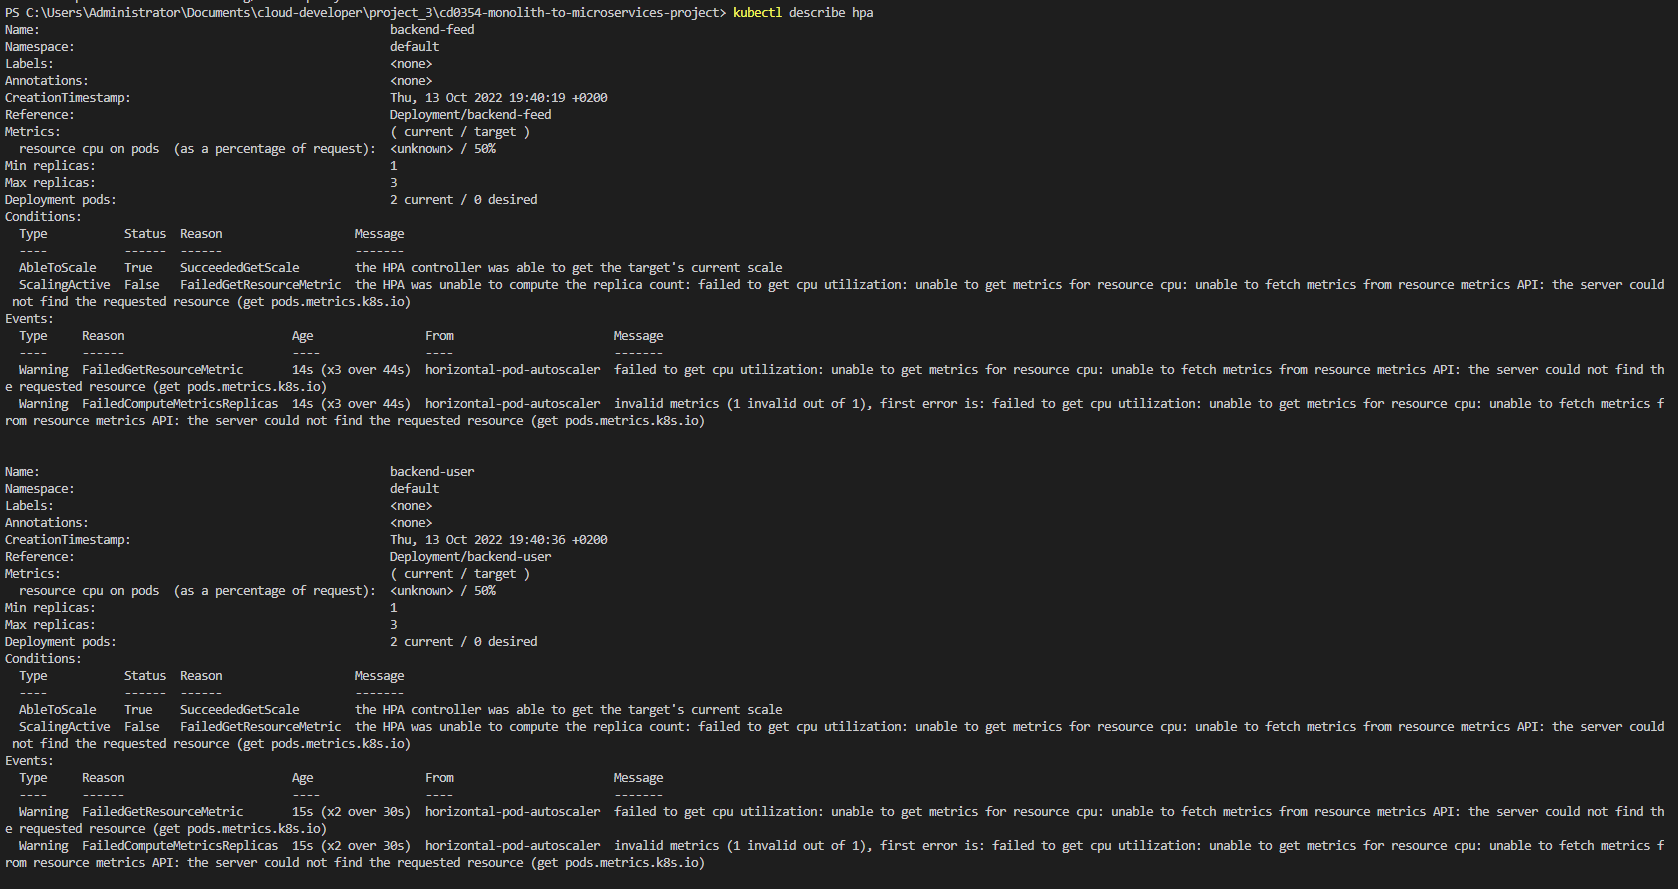 PS C:\Users\Administrator\Documents\cloud-developer\project_3\cd0354-monolith-to-microservices-project> kubectl describe hpa
Name:                                                  backend-feed
Namespace:                                             default
Labels:                                                <none>
Annotations:                                           <none>
CreationTimestamp:                                     Thu, 13 Oct 2022 19:40:19 +0200
Reference:                                             Deployment/backend-feed
Metrics:                                               ( current / target )
  resource cpu on pods  (as a percentage of request):  <unknown> / 50%
Min replicas:                                          1
Max replicas:                                          3
Deployment pods:                                       2 current / 0 desired
Conditions:
  Type           Status  Reason                   Message
  ----           ------  ------                   -------
  AbleToScale    True    SucceededGetScale        the HPA controller was able to get the target's current scale
  ScalingActive  False   FailedGetResourceMetric  the HPA was unable to compute the replica count: failed to get cpu utilization: unable to get metrics for resource cpu: unable to fetch metrics from resource metrics API: the server could
 not find the requested resource (get pods.metrics.k8s.io)
Events:
  Type     Reason                        Age                From                       Message
  ----     ------                        ----               ----                       -------
  Warning  FailedGetResourceMetric       14s (x3 over 44s)  horizontal-pod-autoscaler  failed to get cpu utilization: unable to get metrics for resource cpu: unable to fetch metrics from resource metrics API: the server could not find th
e requested resource (get pods.metrics.k8s.io)
  Warning  FailedComputeMetricsReplicas  14s (x3 over 44s)  horizontal-pod-autoscaler  invalid metrics (1 invalid out of 1), first error is: failed to get cpu utilization: unable to get metrics for resource cpu: unable to fetch metrics f
rom resource metrics API: the server could not find the requested resource (get pods.metrics.k8s.io)
Name:                                                  backend-user
Namespace:                                             default
Labels:                                                <none>
Annotations:                                           <none>
CreationTimestamp:                                     Thu, 13 Oct 2022 19:40:36 +0200
Reference:                                             Deployment/backend-user
Metrics:                                               ( current / target )
  resource cpu on pods  (as a percentage of request):  <unknown> / 50%
Min replicas:                                          1
Max replicas:                                          3
Deployment pods:                                       2 current / 0 desired
Conditions:
  Type           Status  Reason                   Message
  ----           ------  ------                   -------
  AbleToScale    True    SucceededGetScale        the HPA controller was able to get the target's current scale
  ScalingActive  False   FailedGetResourceMetric  the HPA was unable to compute the replica count: failed to get cpu utilization: unable to get metrics for resource cpu: unable to fetch metrics from resource metrics API: the server could
 not find the requested resource (get pods.metrics.k8s.io)
Events:
  Type     Reason                        Age                From                       Message
  ----     ------                        ----               ----                       -------
  Warning  FailedGetResourceMetric       15s (x2 over 30s)  horizontal-pod-autoscaler  failed to get cpu utilization: unable to get metrics for resource cpu: unable to fetch metrics from resource metrics API: the server could not find th
e requested resource (get pods.metrics.k8s.io)
  Warning  FailedComputeMetricsReplicas  15s (x2 over 30s)  horizontal-pod-autoscaler  invalid metrics (1 invalid out of 1), first error is: failed to get cpu utilization: unable to get metrics for resource cpu: unable to fetch metrics f
rom resource metrics API: the server could not find the requested resource (get pods.metrics.k8s.io)